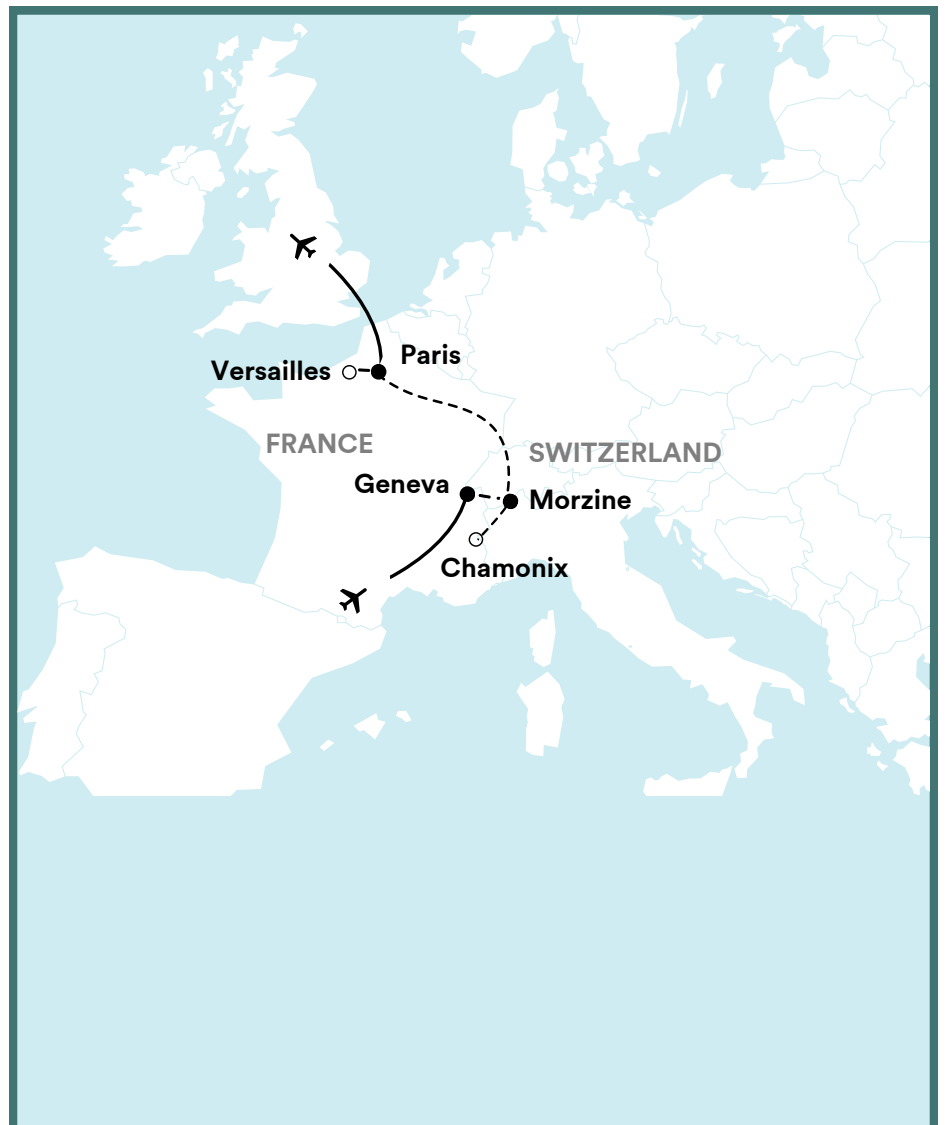 Paris
Versailles
FRANCE
SWITZERLAND
Geneva
Morzine
Chamonix